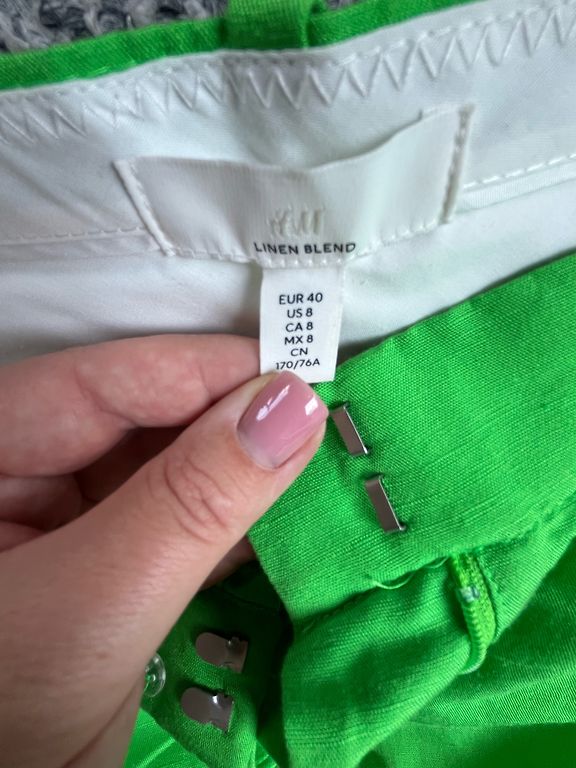 H&M
LINEN BLEND
EUR 40
US 8
CA 8
MX 8
CN
170/76A